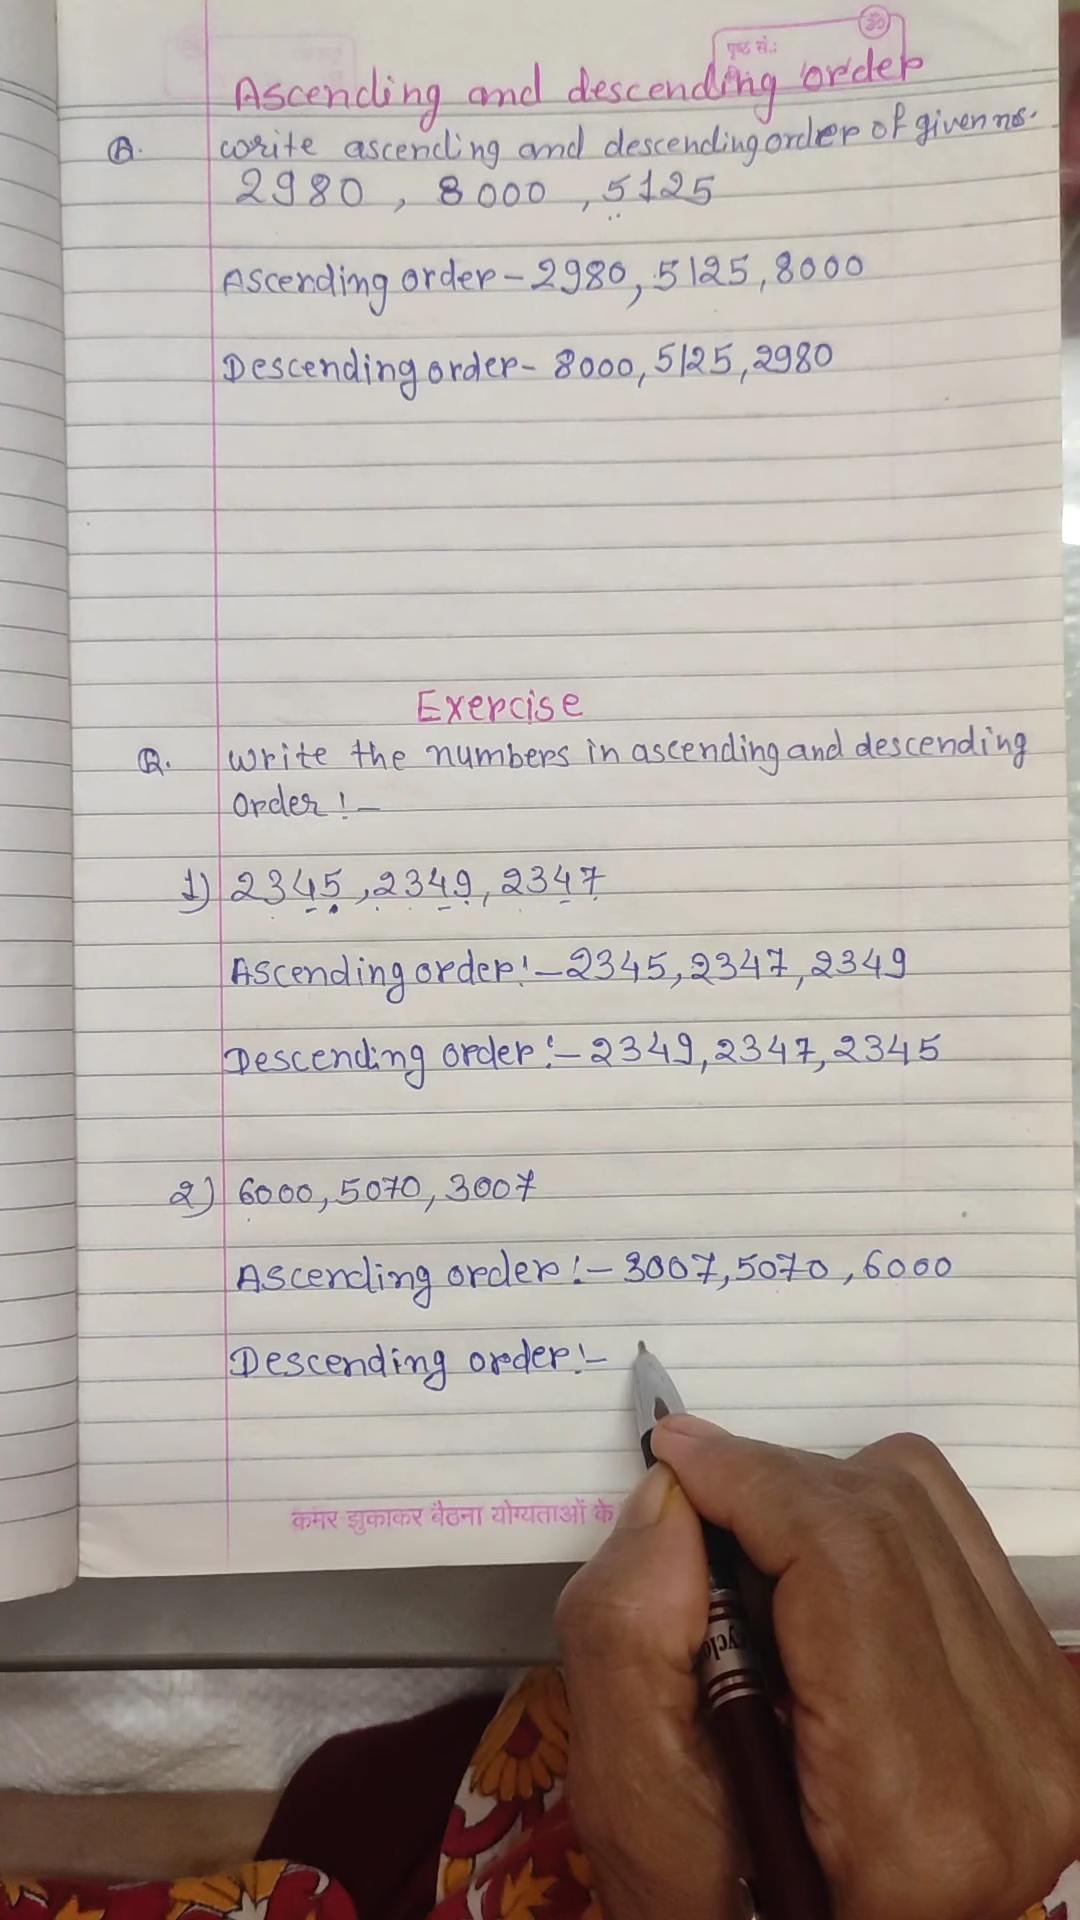 पृष्ठ सं.:
Ascending and descending order
Q. write ascending and descending order of given no.
2980, 8000, 5125
Ascending order - 2980, 5125, 8000
Descending order - 8000, 5125, 2980
Exercise
Q. write the numbers in ascending and descending
order :-
1) 2345, 2349, 2347
Ascending order :- 2345, 2347, 2349
Descending order :- 2349, 2347, 2345
2) 6000, 5070, 3007
Ascending order :- 3007, 5070, 6000
Descending order :-
कमर झुकाकर बैठना योग्यताओं के